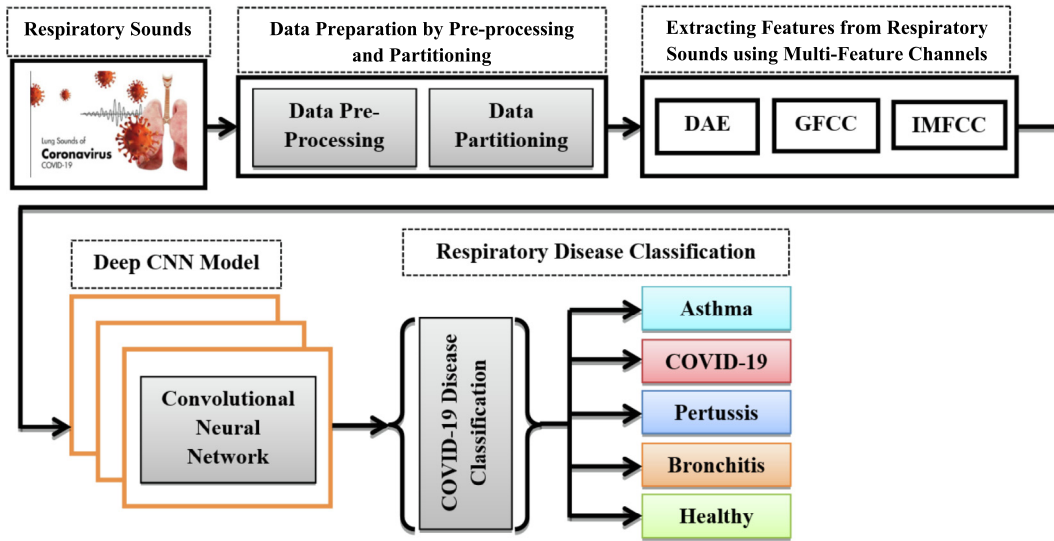 Respiratory Sounds
Data Preparation by Pre-processing
and Partitioning
Extracting Features from Respiratory
Sounds using Multi-Feature Channels
Lung Sounds of
Coronavirus
COVID-19
Data Pre-
Processing
Data
Partitioning
DAE
GFCC
IMFCC
Deep CNN Model
Respiratory Disease Classification
Convolutional
Neural
Network
COVID-19 Disease
Classification
Asthma
COVID-19
Pertussis
Bronchitis
Healthy